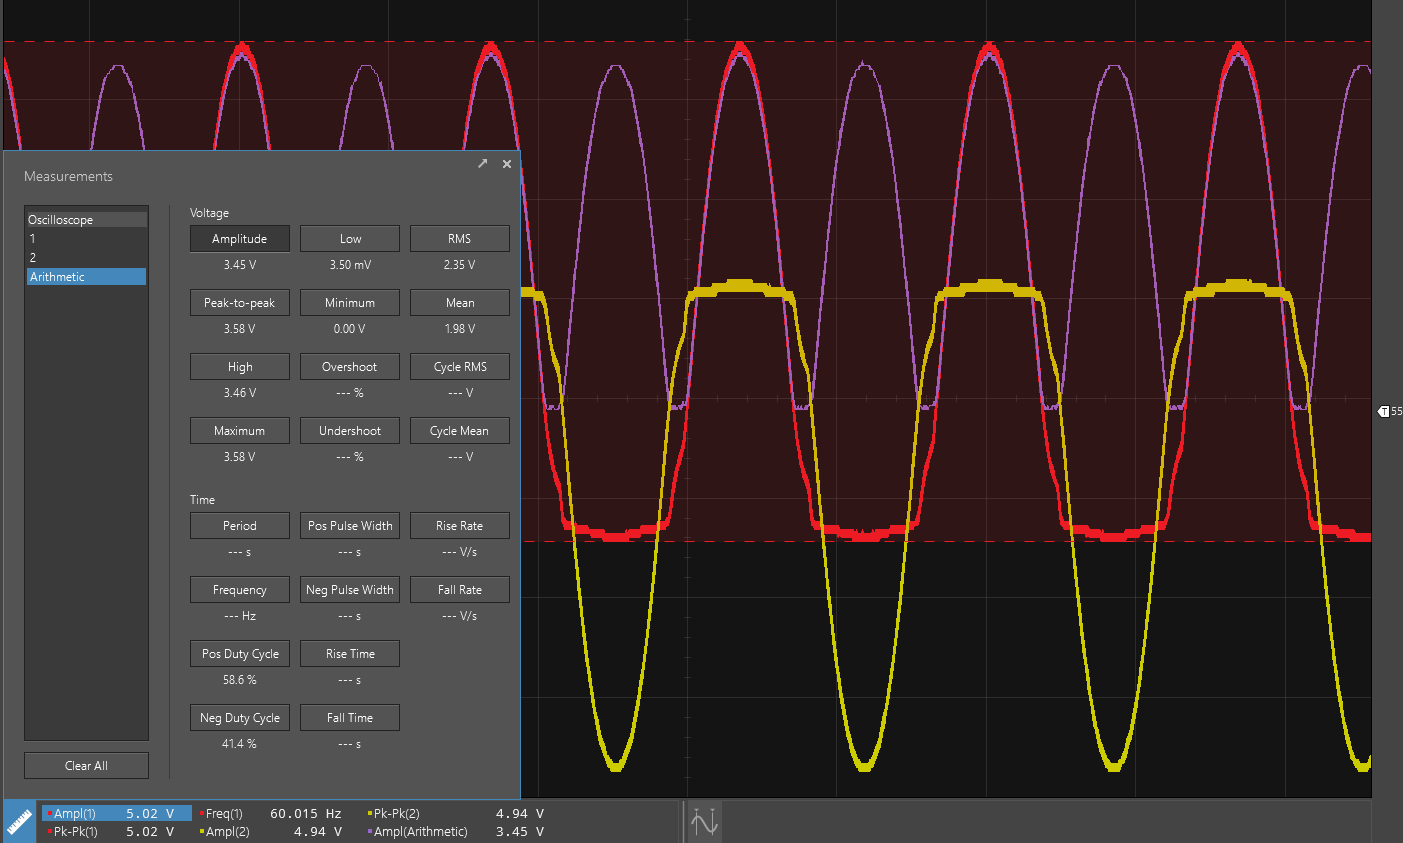 Measurements
Oscilloscope
1
2
Arithmetic
Clear All
Voltage
Amplitude Low RMS
3.45 V 3.50 mV 2.35 V
Peak-to-peak Minimum Mean
3.58 V 0.00 V 1.98 V
High Overshoot Cycle RMS
3.46 V --- % --- V
Maximum Undershoot Cycle Mean
3.58 V --- % --- V
Time
Period Pos Pulse Width Rise Rate
--- s --- s --- V/s
Frequency Neg Pulse Width Fall Rate
--- Hz --- s --- V/s
Pos Duty Cycle Rise Time
58.6 % --- s
Neg Duty Cycle Fall Time
41.4 % --- s
T 55
Ampl(1) 5.02 V Freq(1) 60.015 Hz Pk-Pk(2) 4.94 V
Pk-Pk(1) 5.02 V Ampl(2) 4.94 V Ampl(Arithmetic) 3.45 V